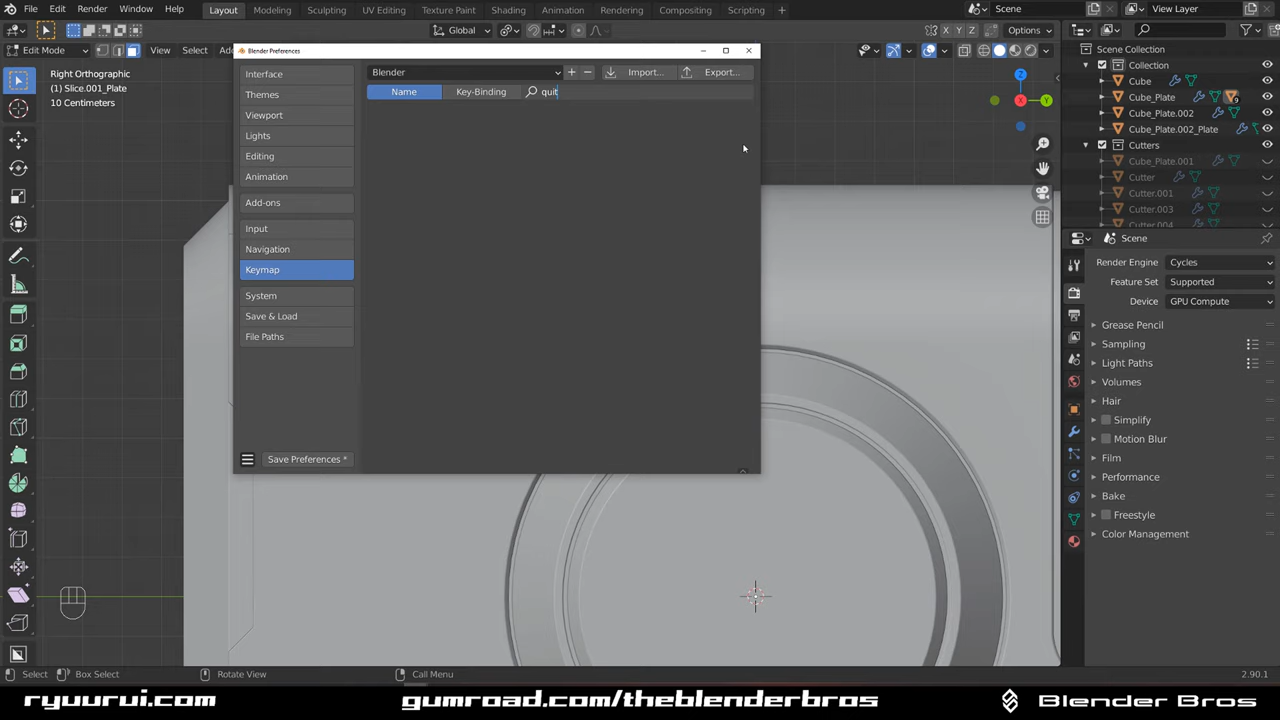 File Edit Render Window Help Layout Modeling Sculpting UV Editing Texture Paint Shading Animation Rendering Compositing Scripting + Scene View Layer
Global X Y Z Options
Edit Mode View Select Ad
Right Orthographic
(1) Slice.001_Plate
10 Centimeters
Blender Preferences
Interface
Themes
Viewport
Lights
Editing
Animation
Add-ons
Input
Navigation
Keymap
System
Save & Load
File Paths
Save Preferences *
Blender + − Import... Export...
Name Key-Binding quit
Z
Y
X
Scene Collection
Collection
Cube
Cube_Plate
Cube_Plate.002
Cube_Plate.002_Plate
Cutters
Cube_Plate.001
Cutter
Cutter.001
Cutter.003
Cutter.004
Scene
Render Engine Cycles
Feature Set Supported
Device GPU Compute
Grease Pencil
Sampling
Light Paths
Volumes
Hair
Simplify
Motion Blur
Film
Performance
Bake
Freestyle
Color Management
Select Box Select Rotate View Call Menu 2.90.1
ryuurui.com gumroad.com/theblenderbros Blender Bros